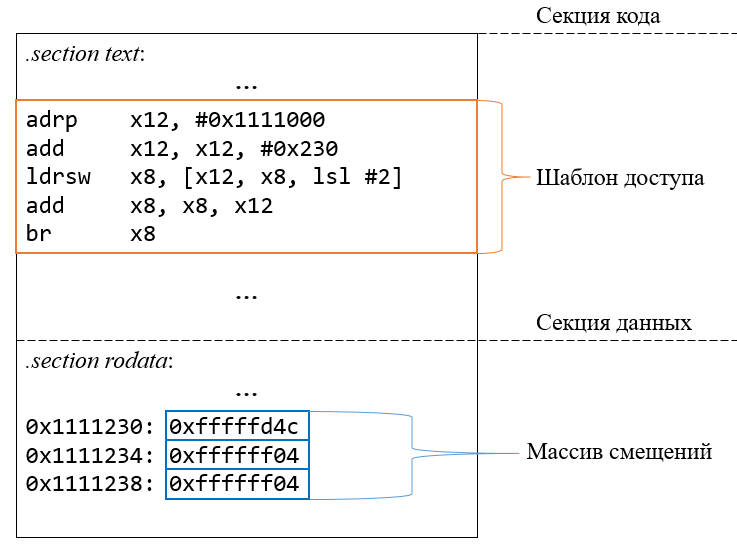 Секция кода
.section text:
...
adrp x12, #0x1111000
add x12, x12, #0x230
ldrsw x8, [x12, x8, lsl #2]
Шаблон доступа
add x8, x8, x12
br x8
...
Секция данных
.section rodata:
...
0x1111230: 0xfffffd4c
0x1111234: 0xffffff04
Массив смещений
0x1111238: 0xffffff04